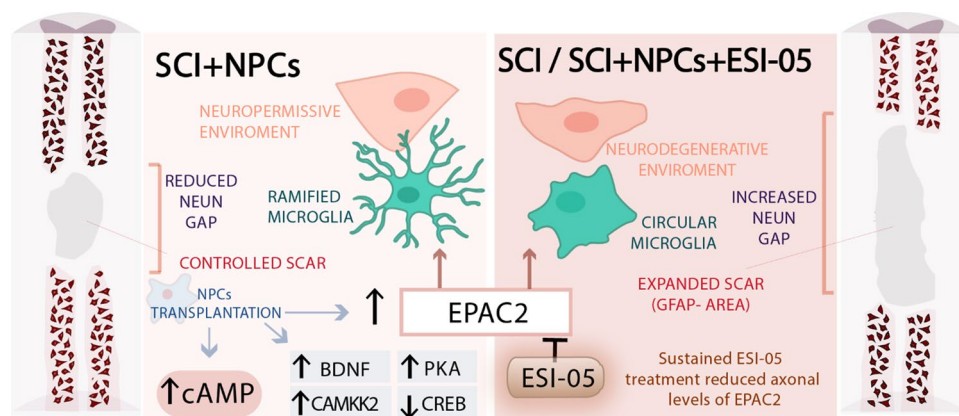 SCI+NPCs
NEUROPERMISSIVE
ENVIROMENT
REDUCED
NEUN
GAP
RAMIFIED
MICROGLIA
CONTROLLED SCAR
NPCs
TRANSPLANTATION
↑
EPAC2
↑cAMP
↑ BDNF
↑ PKA
↑CAMKK2
↓ CREB
SCI / SCI+NPCs+ESI-05
NEURODEGENERATIVE
ENVIROMENT
CIRCULAR
MICROGLIA
INCREASED
NEUN
GAP
EXPANDED SCAR
(GFAP- AREA)
ESI-05
Sustained ESI-05
treatment reduced axonal
levels of EPAC2